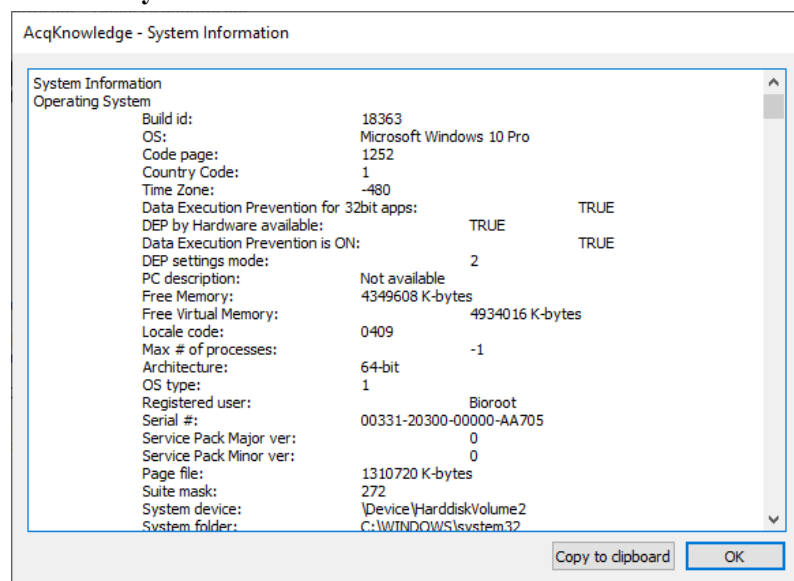 AcqKnowledge - System Information
System Information
Operating System
Build id: 18363
OS: Microsoft Windows 10 Pro
Code page: 1252
Country Code: 1
Time Zone: -480
Data Execution Prevention for 32bit apps: TRUE
DEP by Hardware available: TRUE
Data Execution Prevention is ON: TRUE
DEP settings mode: 2
PC description: Not available
Free Memory: 4349608 K-bytes
Free Virtual Memory: 4934016 K-bytes
Locale code: 0409
Max # of processes: -1
Architecture: 64-bit
OS type: 1
Registered user: Bioroot
Serial #: 00331-20300-00000-AA705
Service Pack Major ver: 0
Service Pack Minor ver: 0
Page file: 1310720 K-bytes
Suite mask: 272
System device: \Device\HarddiskVolume2
System folder: C:\WINDOWS\system32
Copy to clipboard OK